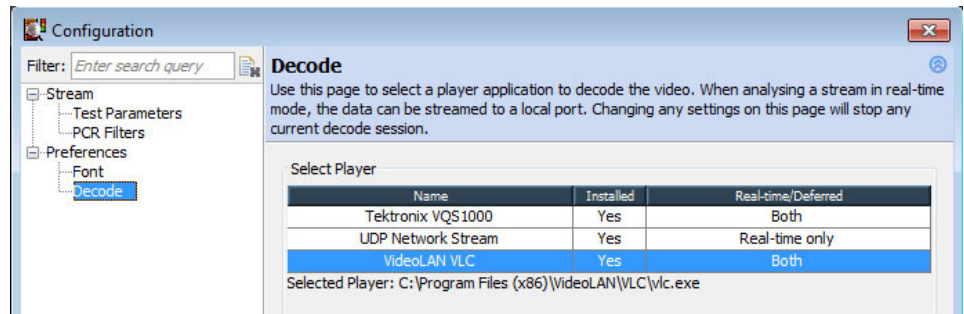 Configuration
Filter: Enter search query
Stream
Test Parameters
PCR Filters
Preferences
Font
Decode
Decode
Use this page to select a player application to decode the video. When analysing a stream in real-time
mode, the data can be streamed to a local port. Changing any settings on this page will stop any
current decode session.
Select Player
Name Installed Real-time/Deferred
Tektronix VQS1000 Yes Both
UDP Network Stream Yes Real-time only
VideoLAN VLC Yes Both
Selected Player: C:\Program Files (x86)\VideoLAN\VLC\vlc.exe